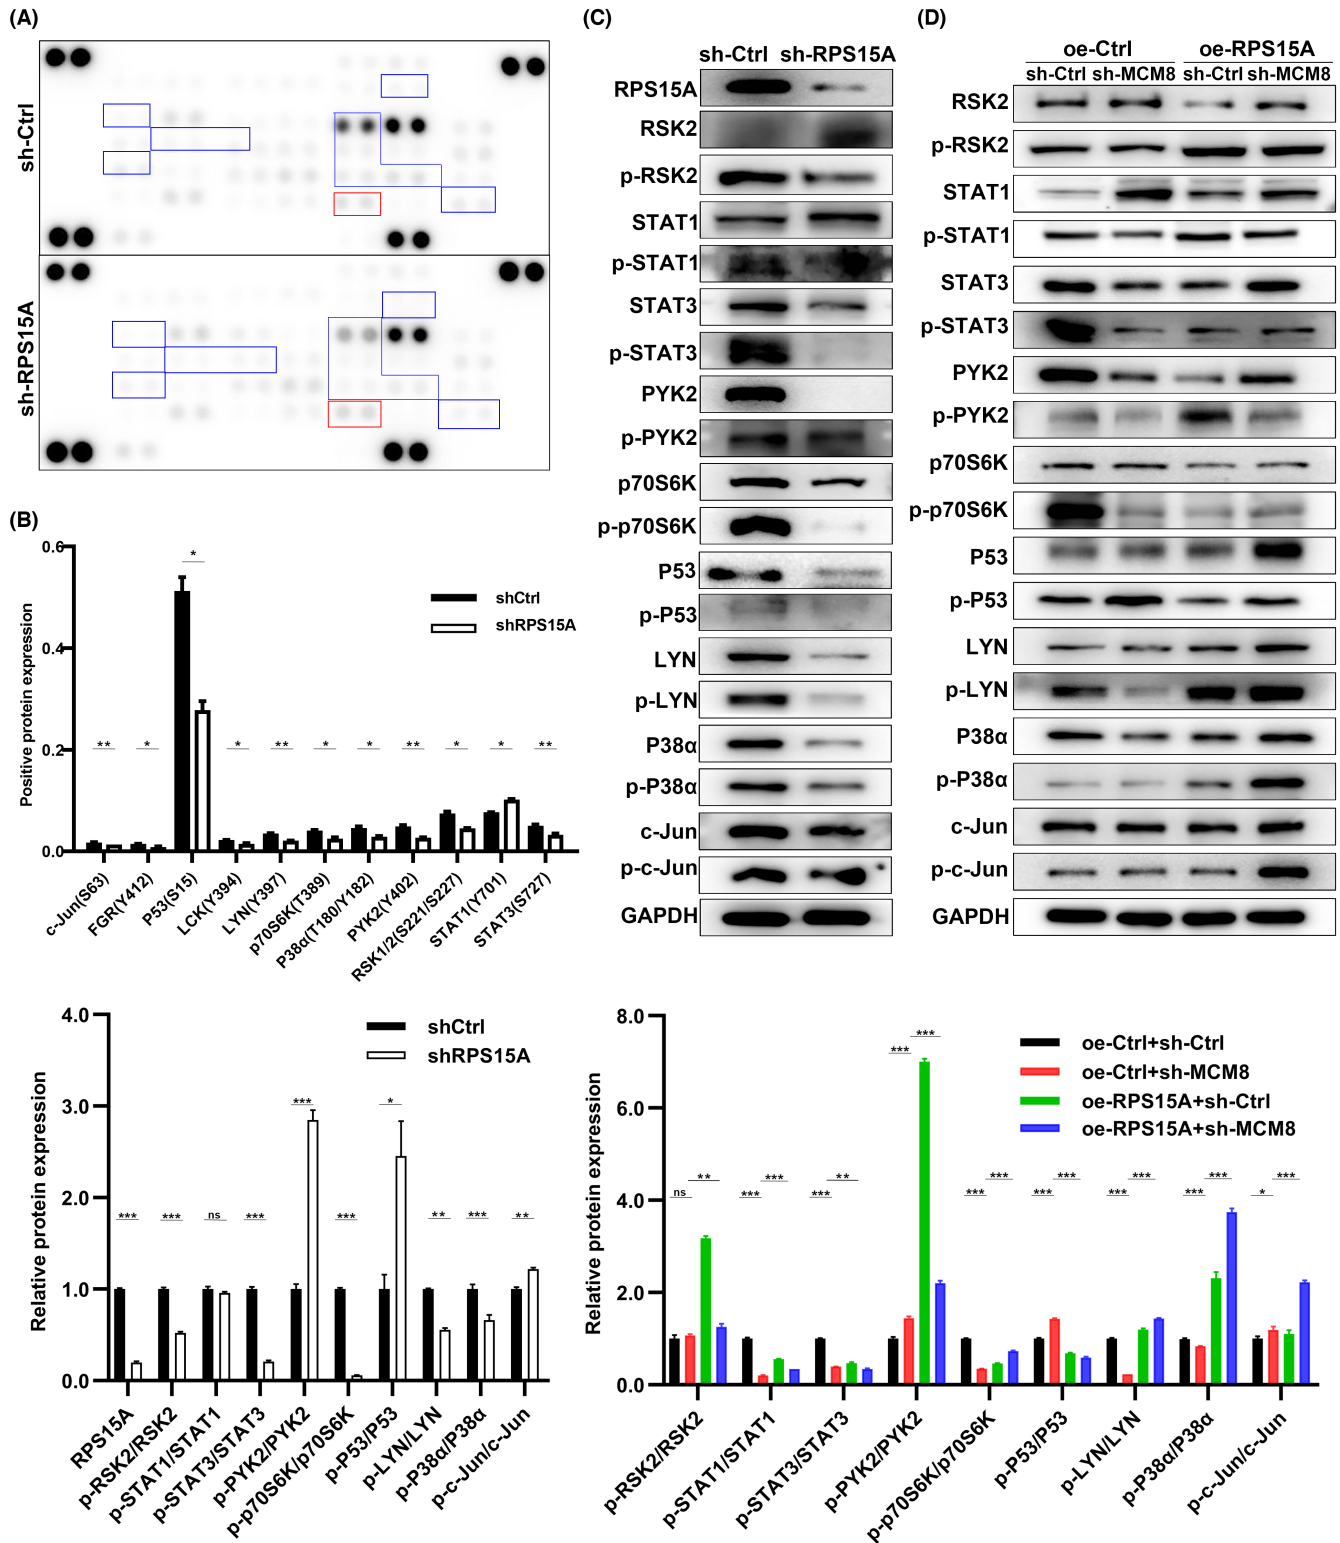 (A)
sh-Ctrl
sh-RPS15A
(B)
Positive protein expression
0.6
0.4
0.2
0.0
*
** * * ** * * ** * * **
shCtrl
shRPS15A
c-Jun(S63)
FGR(Y412)
P53(S15)
LCK(Y394)
LYN(Y397)
p70S6K(T389)
P38α(T180/Y182)
PYK2(Y402)
RSK1/2(S221/S227)
STAT1(Y701)
STAT3(S727)
(C)
sh-Ctrl sh-RPS15A
RPS15A
RSK2
p-RSK2
STAT1
p-STAT1
STAT3
p-STAT3
PYK2
p-PYK2
p70S6K
p-p70S6K
P53
p-P53
LYN
p-LYN
P38α
p-P38α
c-Jun
p-c-Jun
GAPDH
(D)
oe-Ctrl oe-RPS15A
sh-Ctrl sh-MCM8 sh-Ctrl sh-MCM8
RSK2
p-RSK2
STAT1
p-STAT1
STAT3
p-STAT3
PYK2
p-PYK2
p70S6K
p-p70S6K
P53
p-P53
LYN
p-LYN
P38α
p-P38α
c-Jun
p-c-Jun
GAPDH
Relative protein expression
4.0
3.0
2.0
1.0
0.0
shCtrl
shRPS15A
*** *
*** *** ns *** *** ** *** **
RPS15A
p-RSK2/RSK2
p-STAT1/STAT1
p-STAT3/STAT3
p-PYK2/PYK2
p-p70S6K/p70S6K
p-P53/P53
p-LYN/LYN
p-P38α/P38α
p-c-Jun/c-Jun
Relative protein expression
8.0
6.0
4.0
2.0
0.0
oe-Ctrl+sh-Ctrl
oe-Ctrl+sh-MCM8
oe-RPS15A+sh-Ctrl
oe-RPS15A+sh-MCM8
*** ***
ns ** *** *** *** ** *** *** *** *** *** *** *** *** * ***
p-RSK2/RSK2
p-STAT1/STAT1
p-STAT3/STAT3
p-PYK2/PYK2
p-p70S6K/p70S6K
p-P53/P53
p-LYN/LYN
p-P38α/P38α
p-c-Jun/c-Jun